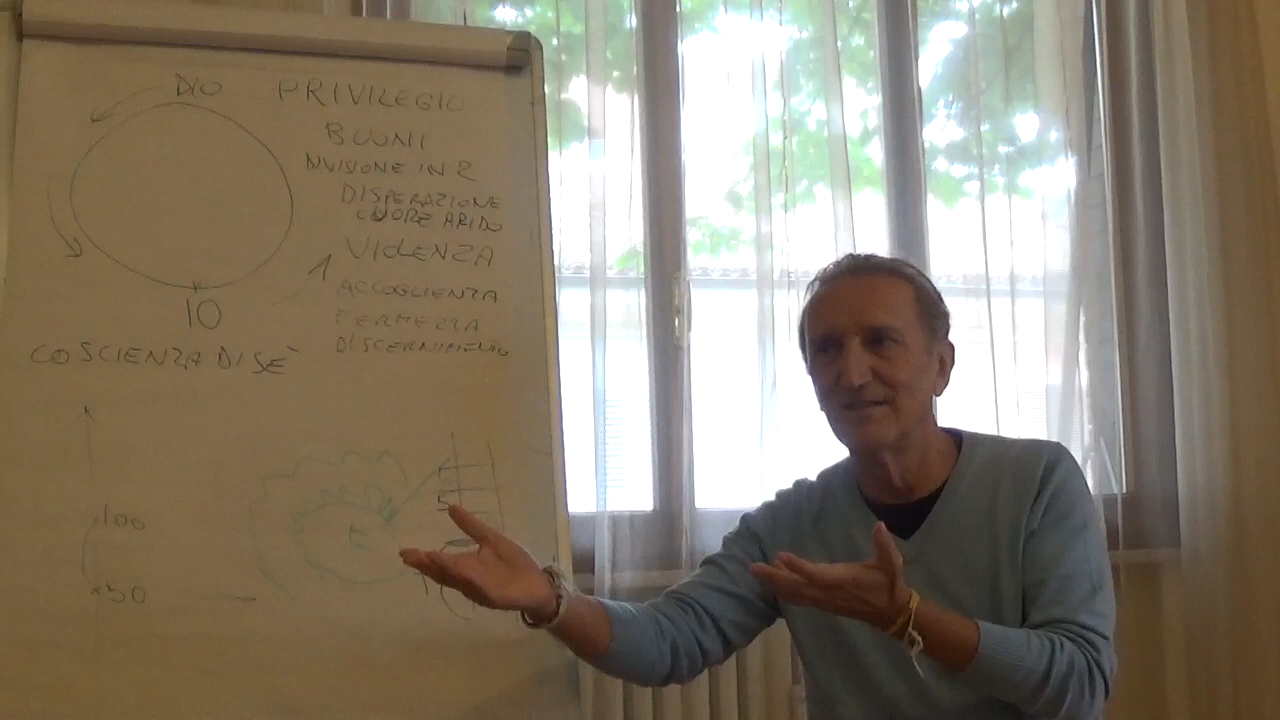 DIO PRIVILEGIO
BUONI
DIVISIONE IN 2
DISPERAZIONE
CUORE ARIDO
VIOLENZA
ACCOGLIENZA
FERMEZZA
DISCERNIMENTO
IO
COSCIENZA DI SÈ
100
50
E
5